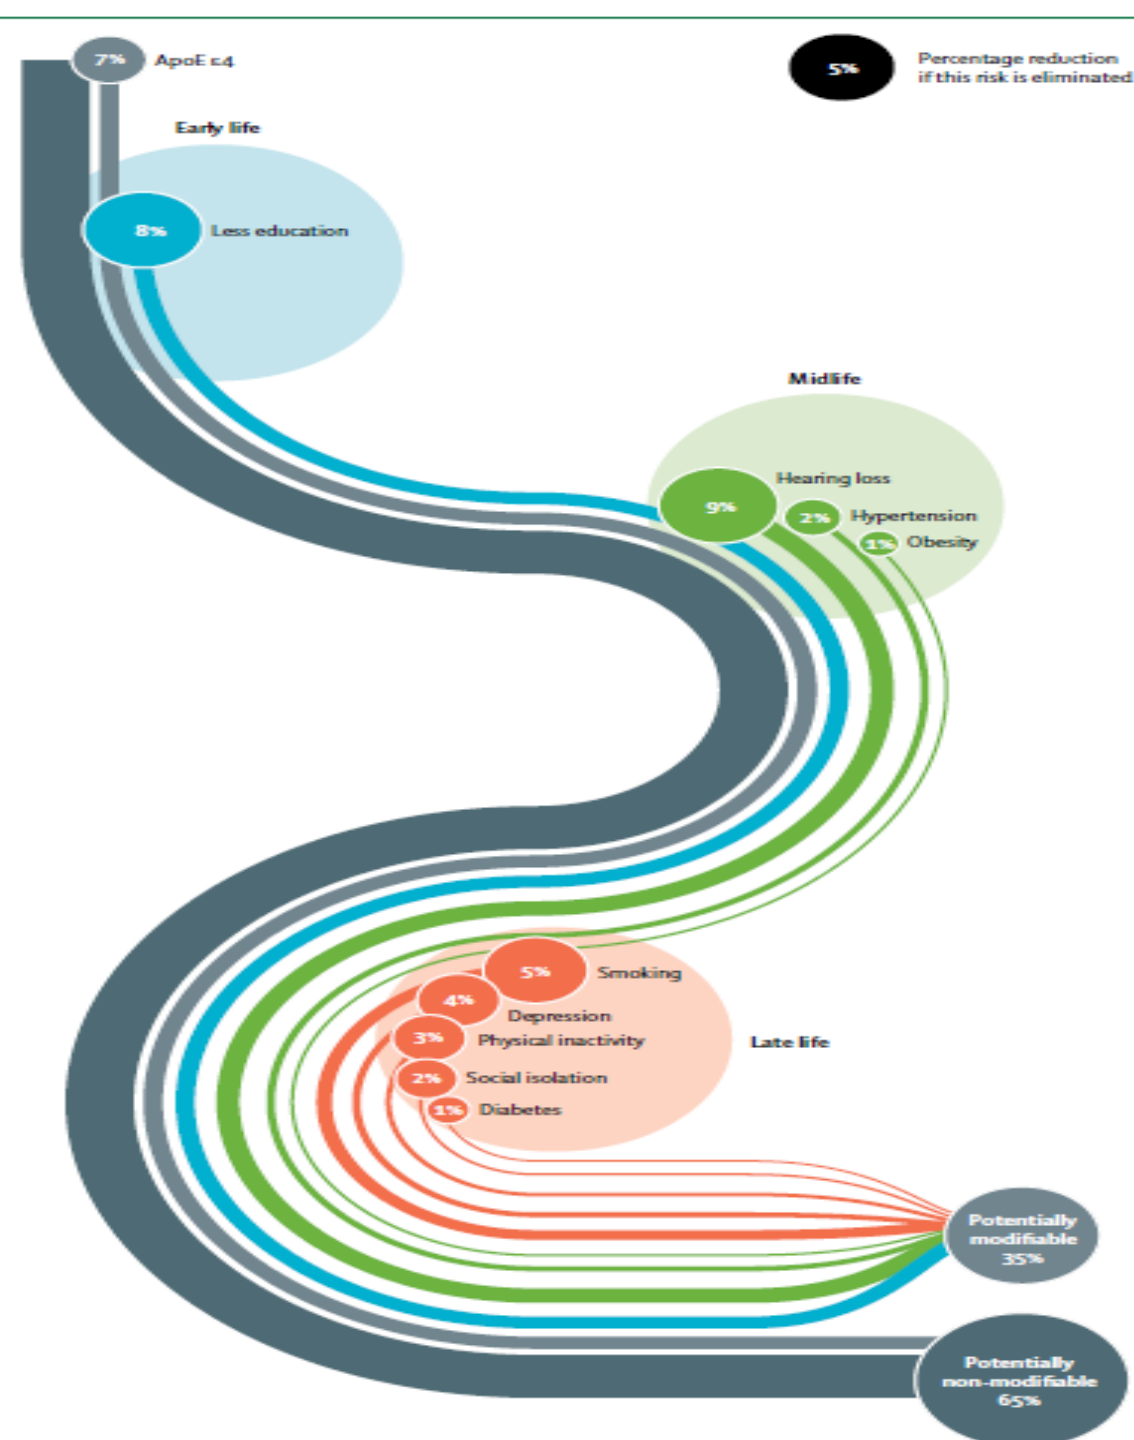 7% ApoE ε4
5% Percentage reduction
if this risk is eliminated
Early life
8% Less education
Midlife
Hearing loss
9%
2% Hypertension
1% Obesity
5% Smoking
4%
Depression
3% Physical inactivity
Late life
2% Social isolation
1% Diabetes
Potentially
modifiable
35%
Potentially
non-modifiable
65%